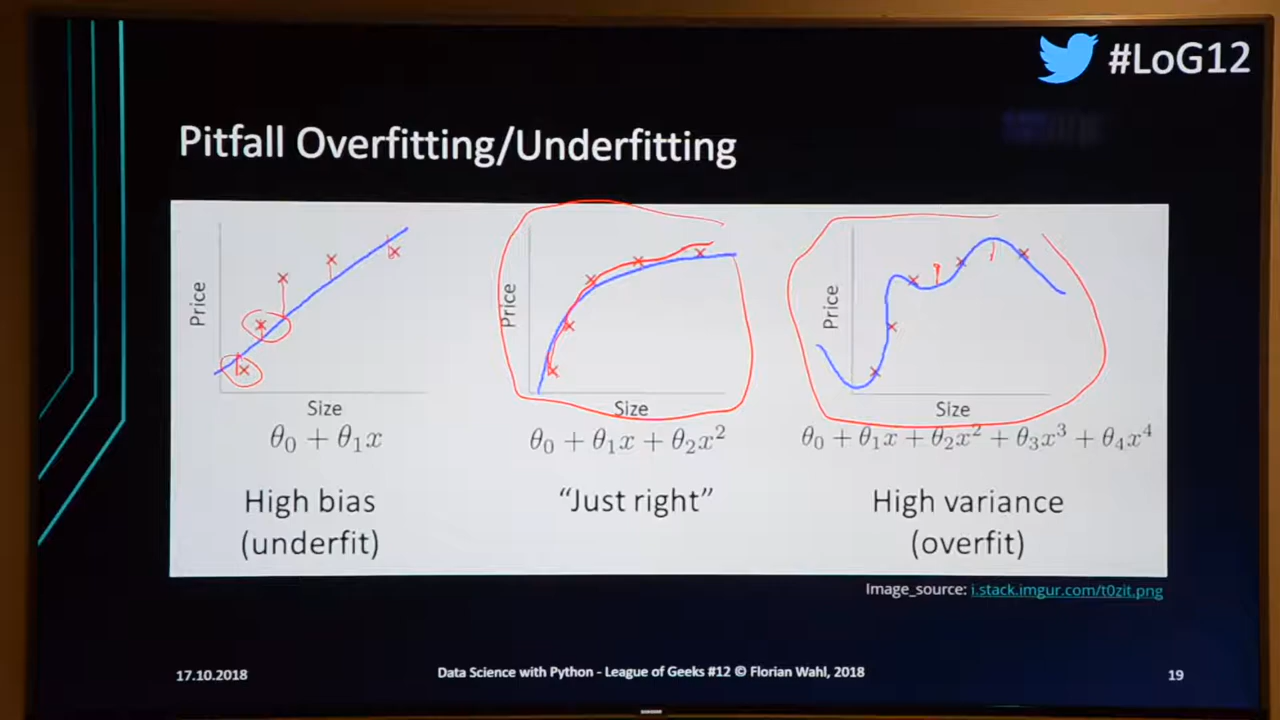 #LoG12
Pitfall Overfitting/Underfitting
Price
Size
θ₀ + θ₁x
High bias
(underfit)
Price
Size
θ₀ + θ₁x + θ₂x²
“Just right”
Price
Size
θ₀ + θ₁x + θ₂x² + θ₃x³ + θ₄x⁴
High variance
(overfit)
Image_source: i.stack.imgur.com/t0zit.png
17.10.2018
Data Science with Python - League of Geeks #12 © Florian Wahl, 2018
19